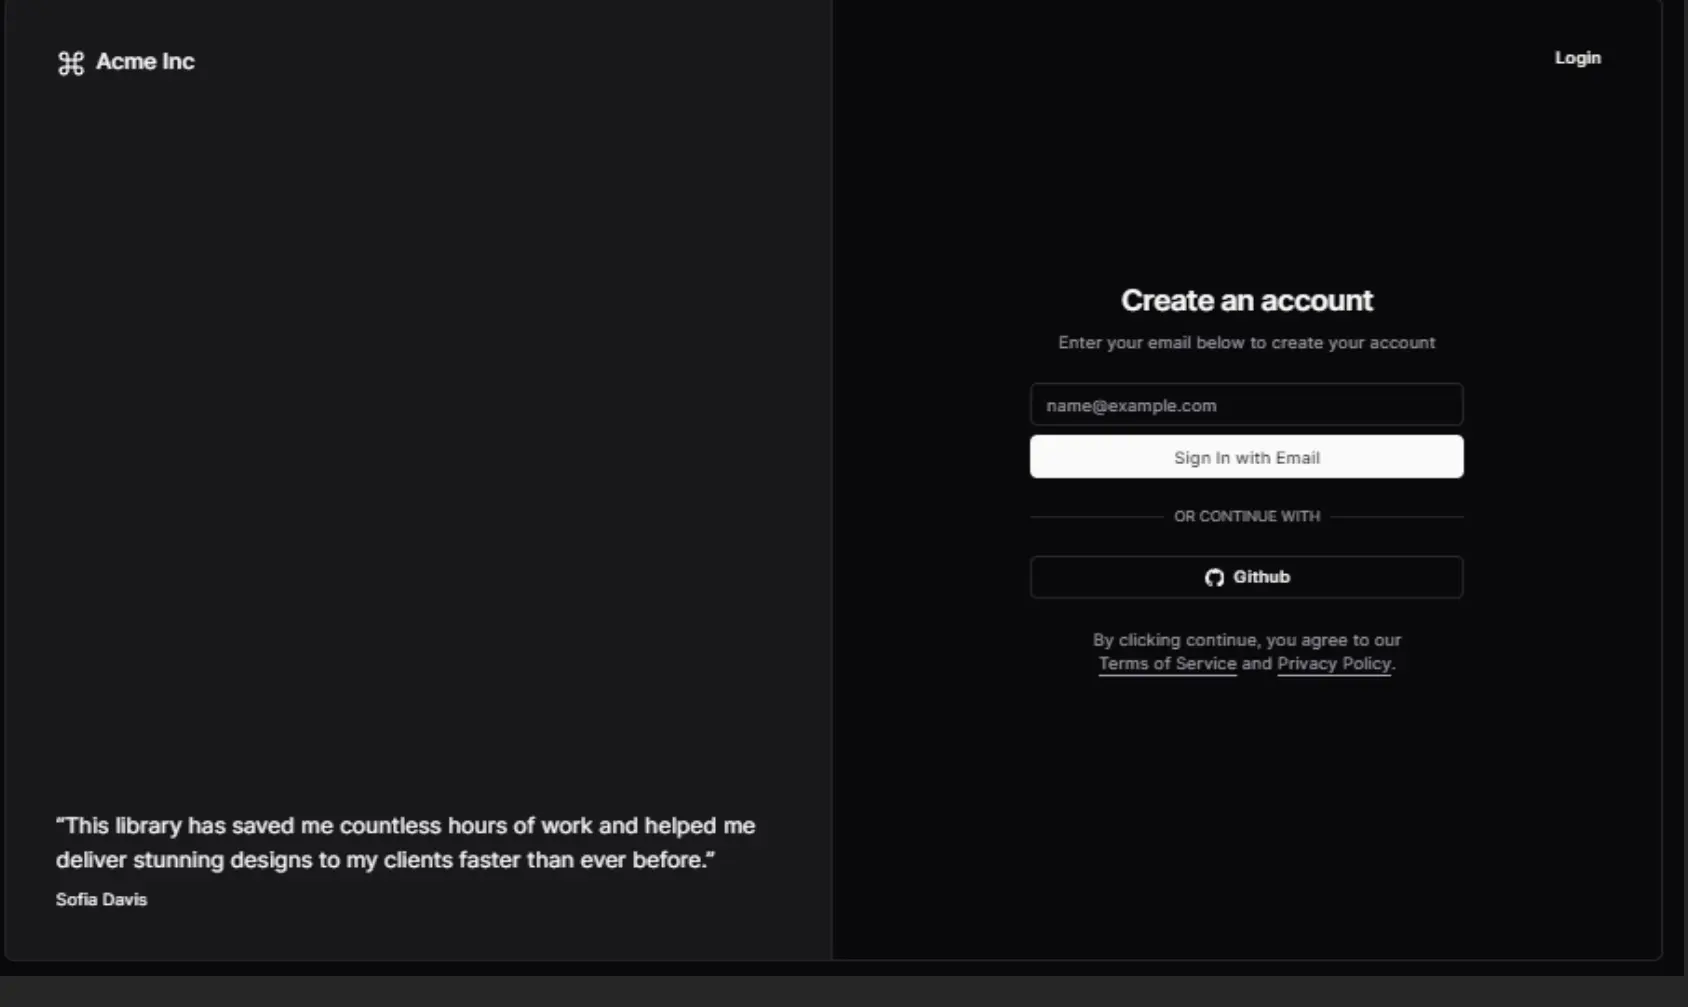 Acme Inc
Login
Create an account
Enter your email below to create your account
name@example.com
Sign In with Email
OR CONTINUE WITH
Github
By clicking continue, you agree to our
Terms of Service and Privacy Policy.
“This library has saved me countless hours of work and helped me
deliver stunning designs to my clients faster than ever before.”
Sofia Davis